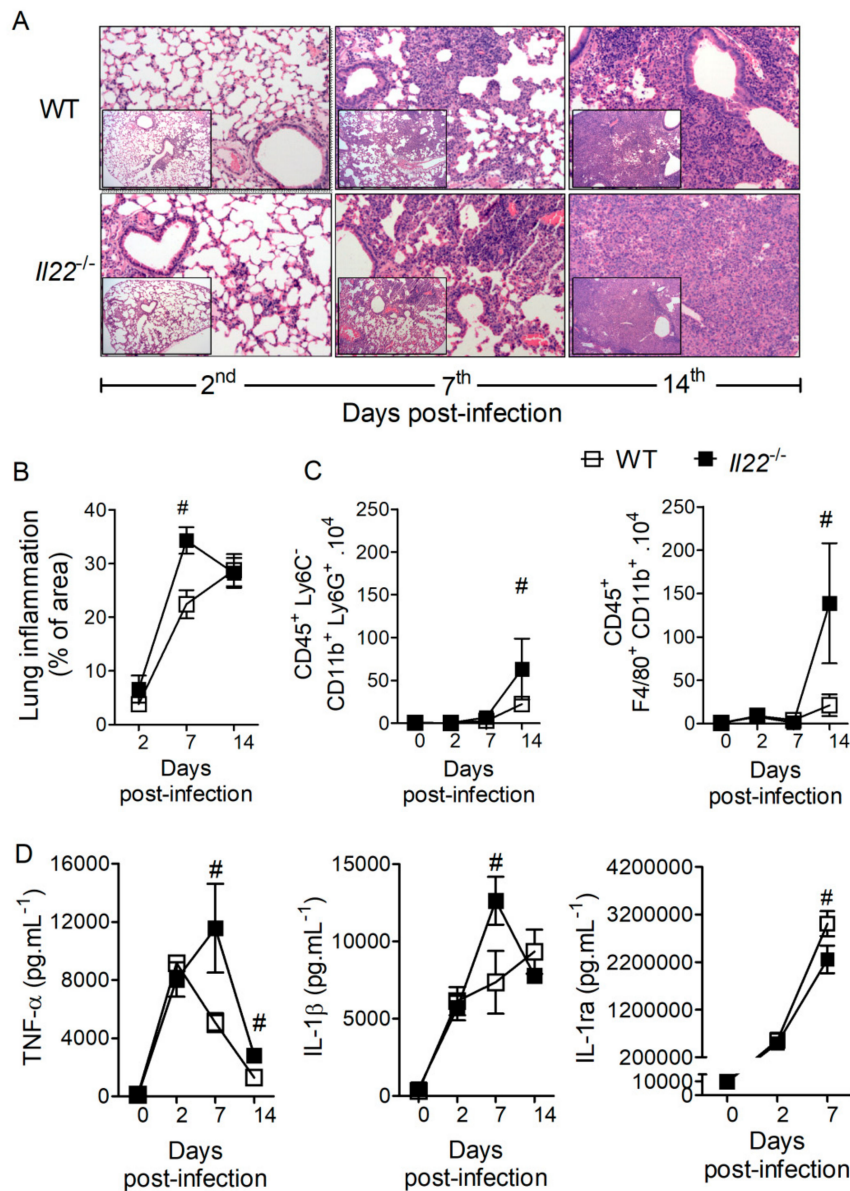 A
WT
Il22-/-
2nd 7th 14th
Days post-infection
WT Il22-/-
B
#
Lung inflammation
(% of area)
40
30
20
10
0
2 7 14
Days
post-infection
C
#
CD45+ Ly6C-
CD11b+ Ly6G+ .10^4
250
200
150
100
50
0
0 2 7 14
Days
post-infection
#
CD45+
F4/80+ CD11b+ .10^4
250
200
150
100
50
0
0 2 7 14
Days
post-infection
D
#
#
TNF-α (pg.mL-1)
16000
12000
8000
4000
0
0 2 7 14
Days
post-infection
#
IL-1β (pg.mL-1)
15000
10000
5000
0
0 2 7 14
Days
post-infection
#
IL-1ra (pg.mL-1)
4200000
3200000
2200000
1200000
200000
10000
0
0 2 7
Days
post-infection